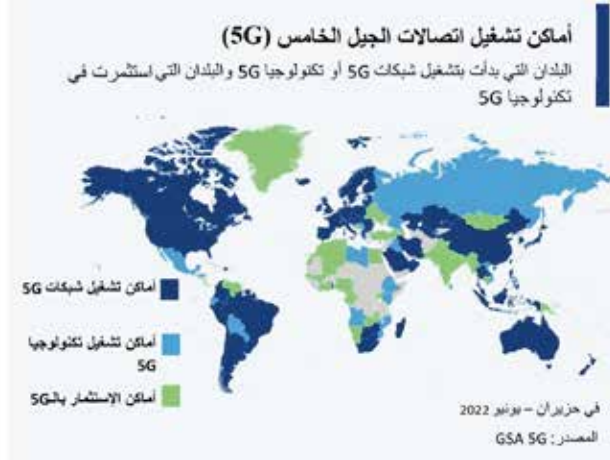 أماكن تشغيل اتصالات الجيل الخامس (5G)
البلدان التي بدأت بتشغيل شبكات 5G أو تكنولوجيا 5G والبلدان التي استثمرت في
تكنولوجيا 5G
أماكن تشغيل شبكات 5G
أماكن تشغيل تكنولوجيا
5G
أماكن الإستثمار بالـ5G
في حزيران – يونيو 2022
المصدر: GSA 5G